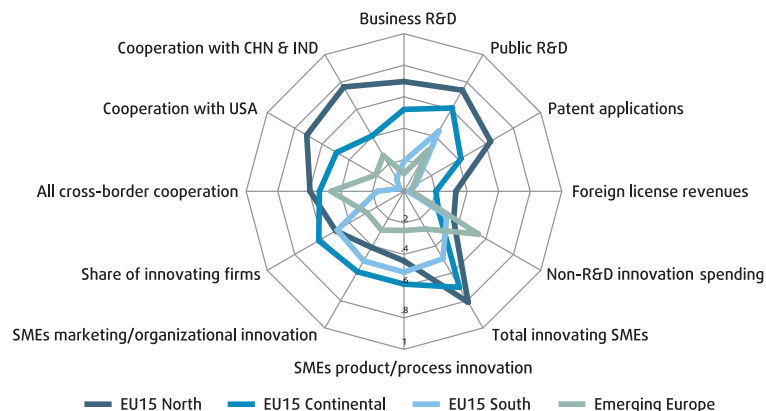 Business R&D
Cooperation with CHN & IND
Public R&D
Cooperation with USA
Patent applications
All cross-border cooperation
Foreign license revenues
.2
.4
.6
.8
1
Share of innovating firms
Non-R&D innovation spending
SMEs marketing/organizational innovation
Total innovating SMEs
SMEs product/process innovation
EU15 North
EU15 Continental
EU15 South
Emerging Europe